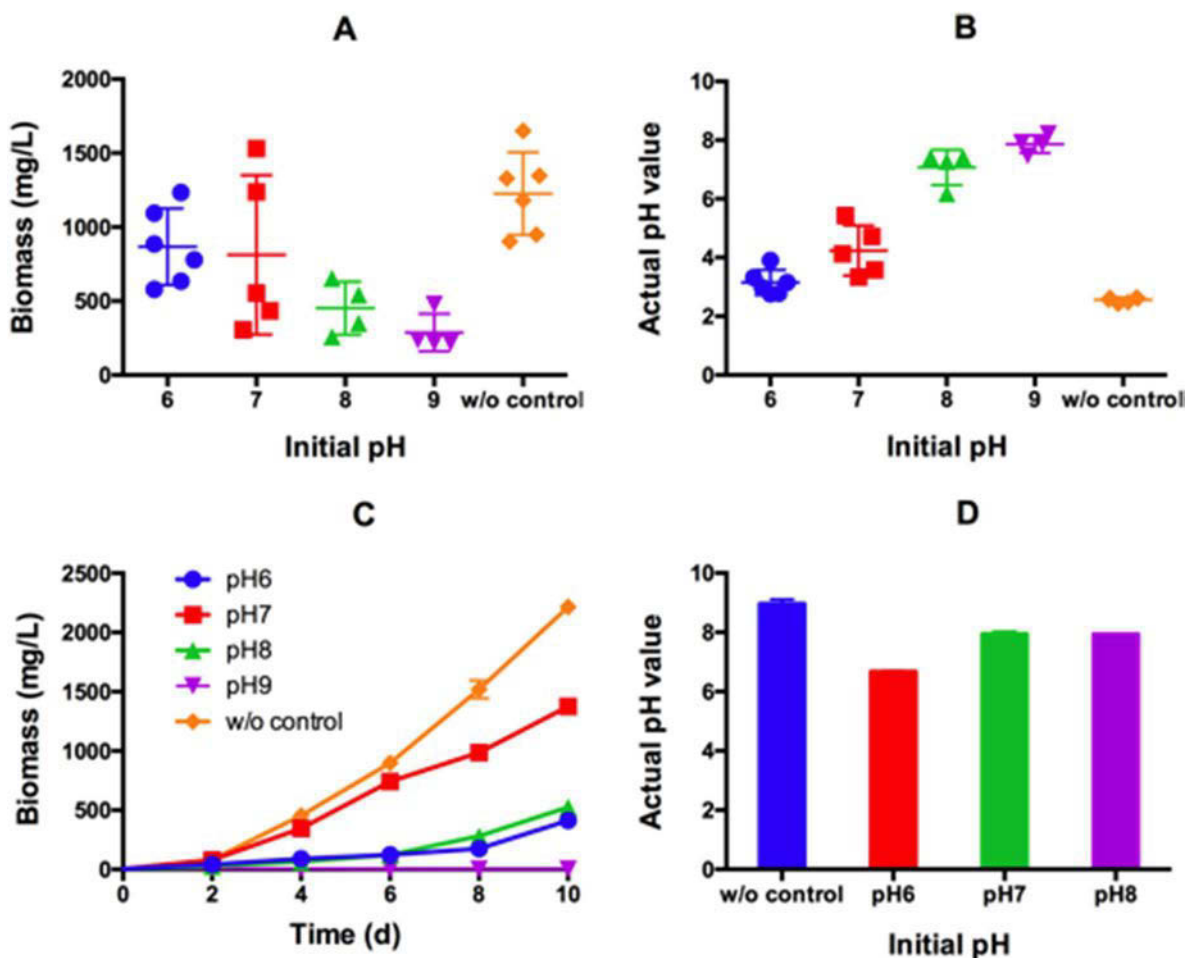 A
Biomass (mg/L)
2000
1500
1000
500
0
6 7 8 9 w/o control
Initial pH
B
Actual pH value
10
8
6
4
2
0
6 7 8 9 w/o control
Initial pH
C
Biomass (mg/L)
2500
2000
1500
1000
500
0
pH6
pH7
pH8
pH9
w/o control
0 2 4 6 8 10
Time (d)
D
Actual pH value
10
8
6
4
2
0
w/o control pH6 pH7 pH8
Initial pH